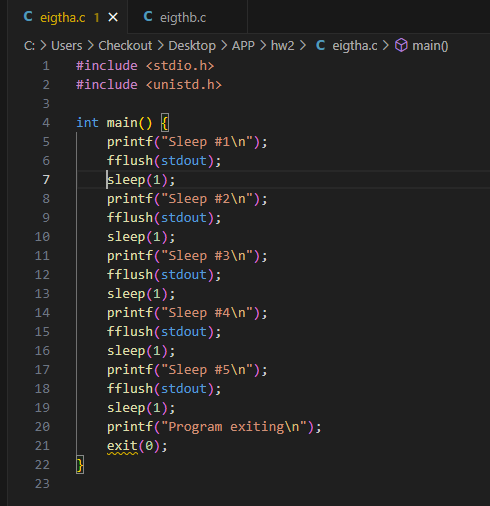 C eigtha.c 1 × C eigthb.c
C: > Users > Checkout > Desktop > APP > hw2 > C eigtha.c > main()
1 #include <stdio.h>
2 #include <unistd.h>
3
4 int main() {
5 printf("Sleep #1\n");
6 fflush(stdout);
7 sleep(1);
8 printf("Sleep #2\n");
9 fflush(stdout);
10 sleep(1);
11 printf("Sleep #3\n");
12 fflush(stdout);
13 sleep(1);
14 printf("Sleep #4\n");
15 fflush(stdout);
16 sleep(1);
17 printf("Sleep #5\n");
18 fflush(stdout);
19 sleep(1);
20 printf("Program exiting\n");
21 exit(0);
22 }
23